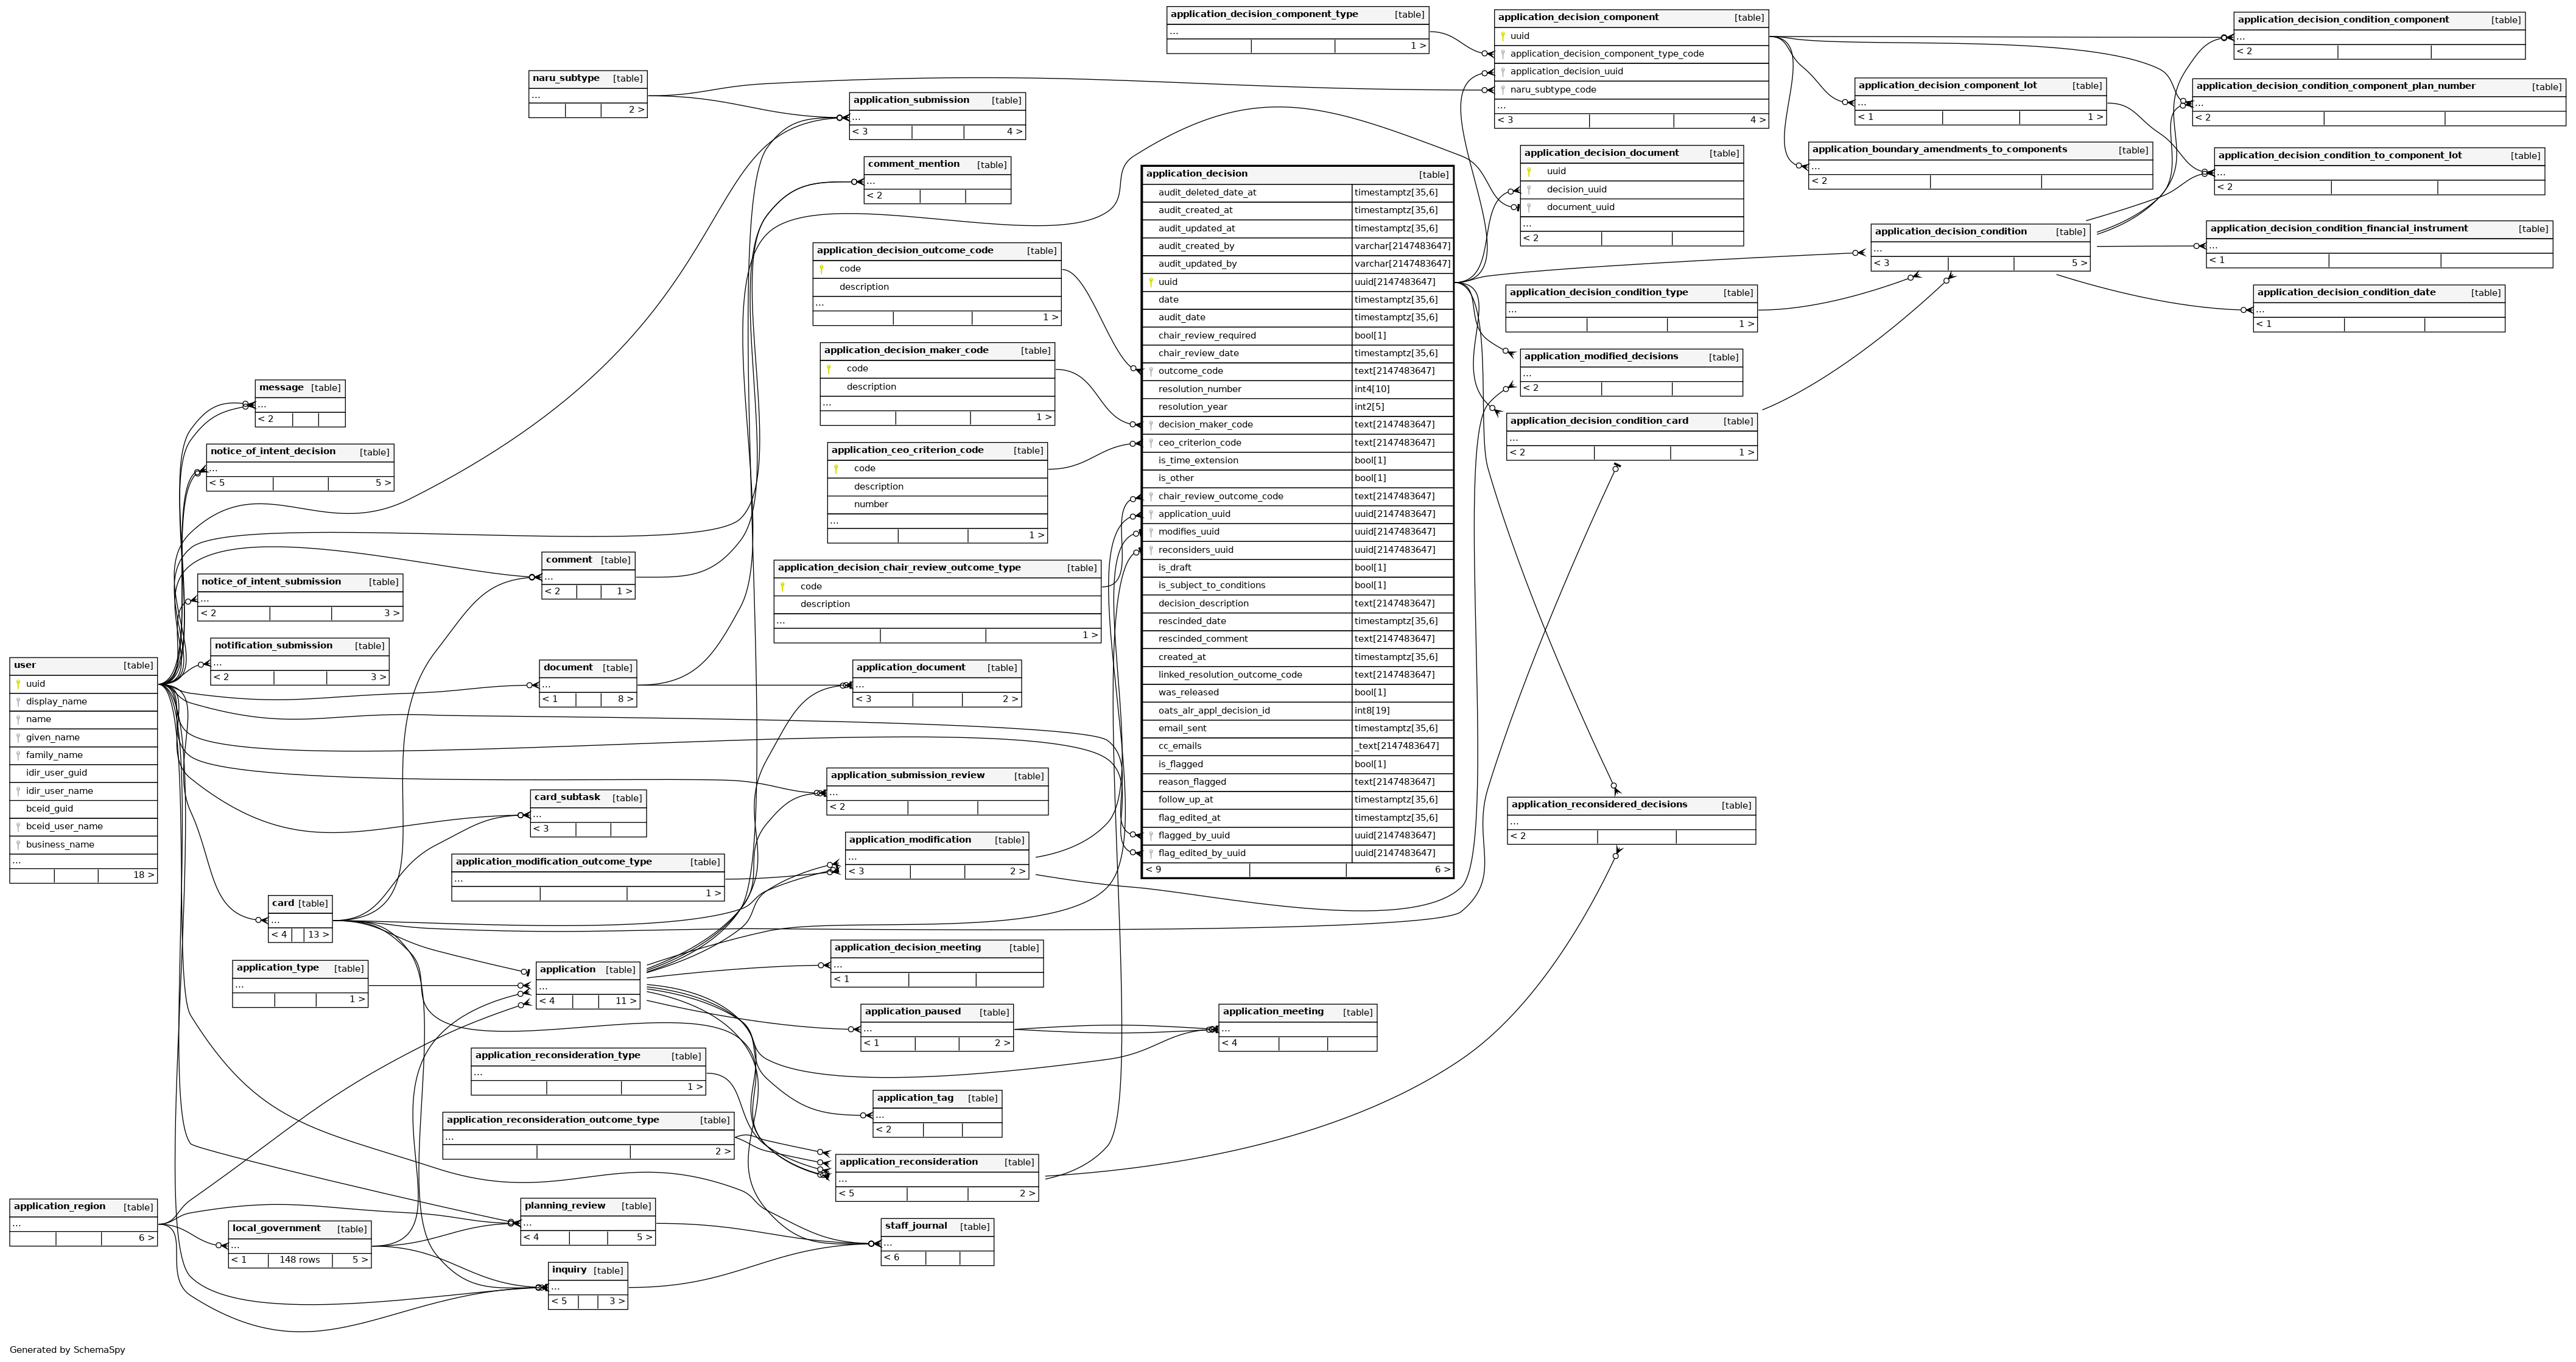 application_decision_component_type [table]
...
1 >
application_decision_component [table]
uuid
application_decision_component_type_code
application_decision_uuid
naru_subtype_code
...
< 3 4 >
application_decision_condition_component [table]
...
< 2
naru_subtype [table]
...
2 >
application_submission [table]
...
< 3 4 >
application_decision_component_lot [table]
...
< 1 1 >
application_decision_condition_component_plan_number [table]
...
< 2
comment_mention [table]
...
< 2
application_decision_document [table]
uuid
decision_uuid
document_uuid
...
< 2
application_boundary_amendments_to_components [table]
...
< 2
application_decision_condition_to_component_lot [table]
...
< 2
application_decision [table]
audit_deleted_date_at timestamptz[35,6]
audit_created_at timestamptz[35,6]
audit_updated_at timestamptz[35,6]
audit_created_by varchar[2147483647]
audit_updated_by varchar[2147483647]
uuid uuid[2147483647]
date timestamptz[35,6]
audit_date timestamptz[35,6]
chair_review_required bool[1]
chair_review_date timestamptz[35,6]
outcome_code text[2147483647]
resolution_number int4[10]
resolution_year int2[5]
decision_maker_code text[2147483647]
ceo_criterion_code text[2147483647]
is_time_extension bool[1]
is_other bool[1]
chair_review_outcome_code text[2147483647]
application_uuid uuid[2147483647]
modifies_uuid uuid[2147483647]
reconsiders_uuid uuid[2147483647]
is_draft bool[1]
is_subject_to_conditions bool[1]
decision_description text[2147483647]
rescinded_date timestamptz[35,6]
rescinded_comment text[2147483647]
created_at timestamptz[35,6]
linked_resolution_outcome_code text[2147483647]
was_released bool[1]
oats_alr_appl_decision_id int8[19]
email_sent timestamptz[35,6]
cc_emails _text[2147483647]
is_flagged bool[1]
reason_flagged text[2147483647]
follow_up_at timestamptz[35,6]
flag_edited_at timestamptz[35,6]
flagged_by_uuid uuid[2147483647]
flag_edited_by_uuid uuid[2147483647]
< 9 6 >
application_decision_condition [table]
...
< 3 5 >
application_decision_condition_financial_instrument [table]
...
< 1
application_decision_outcome_code [table]
code
description
...
1 >
application_decision_condition_type [table]
...
1 >
application_decision_condition_date [table]
...
< 1
application_decision_maker_code [table]
code
description
...
1 >
application_modified_decisions [table]
...
< 2
message [table]
...
< 2
application_decision_condition_card [table]
...
< 2 1 >
notice_of_intent_decision [table]
...
< 5 5 >
application_ceo_criterion_code [table]
code
description
number
...
1 >
comment [table]
...
< 2 1 >
application_decision_chair_review_outcome_type [table]
code
description
...
1 >
notice_of_intent_submission [table]
...
< 2 3 >
notification_submission [table]
...
< 2 3 >
user [table]
uuid
display_name
name
given_name
family_name
idir_user_guid
idir_user_name
bceid_guid
bceid_user_name
business_name
...
18 >
document [table]
...
< 1 8 >
application_document [table]
...
< 3 2 >
application_submission_review [table]
...
< 2
card_subtask [table]
...
< 3
application_reconsidered_decisions [table]
...
< 2
application_modification [table]
...
< 3 2 >
application_modification_outcome_type [table]
...
1 >
card [table]
...
< 4 13 >
application_decision_meeting [table]
...
< 1
application_type [table]
...
1 >
application [table]
...
< 4 11 >
application_paused [table]
...
< 1 2 >
application_meeting [table]
...
< 4
application_reconsideration_type [table]
...
1 >
application_tag [table]
...
< 2
application_reconsideration_outcome_type [table]
...
2 >
application_reconsideration [table]
...
< 5 2 >
application_region [table]
...
6 >
planning_review [table]
...
< 4 5 >
local_government [table]
...
< 1 148 rows 5 >
staff_journal [table]
...
< 6
inquiry [table]
...
< 5 3 >
Generated by SchemaSpy